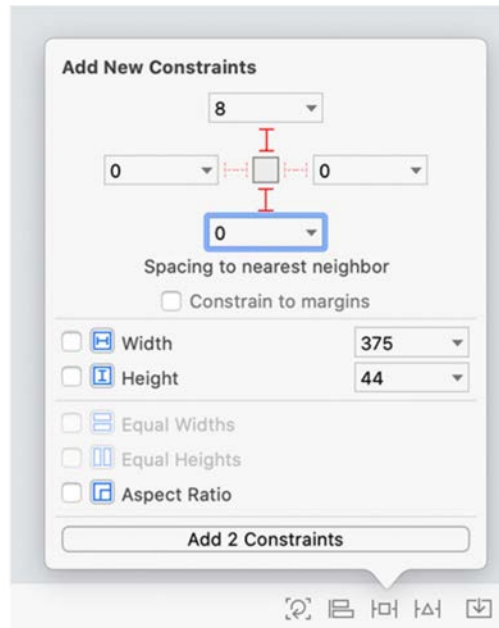 Add New Constraints
8
0 0
0
Spacing to nearest neighbor
Constrain to margins
Width 375
Height 44
Equal Widths
Equal Heights
Aspect Ratio
Add 2 Constraints